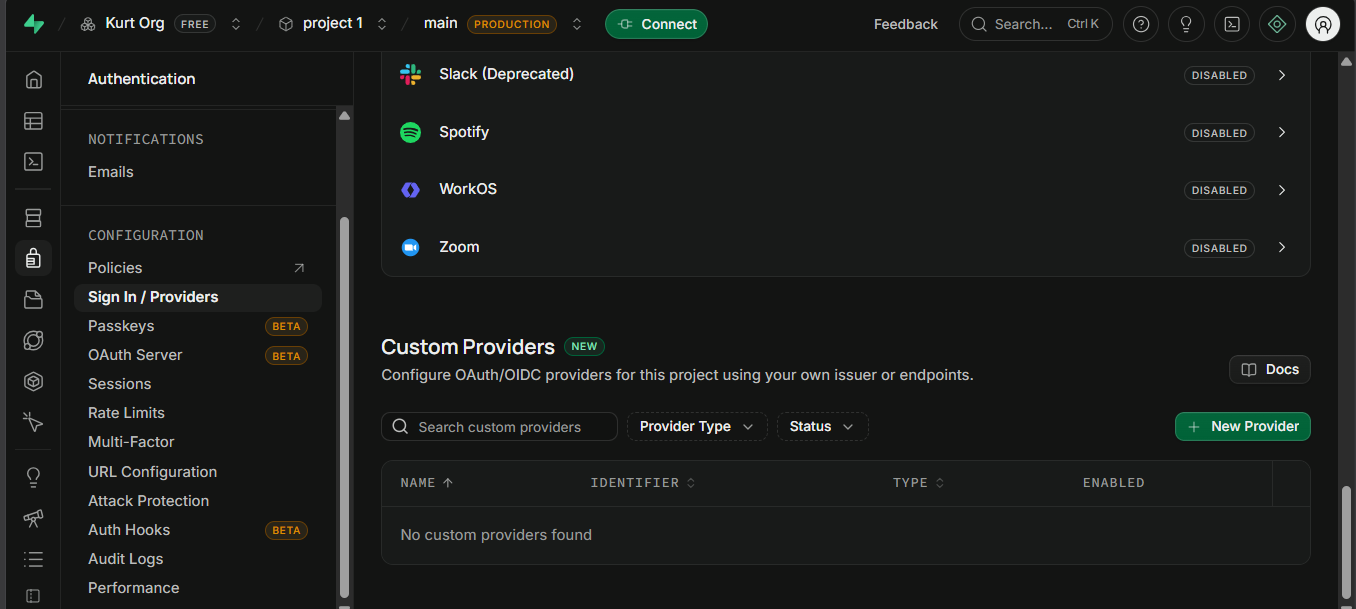 Kurt Org FREE project 1 main PRODUCTION Connect Feedback Search... Ctrl K
Authentication
NOTIFICATIONS
Emails
CONFIGURATION
Policies
Sign In / Providers
Passkeys BETA
OAuth Server BETA
Sessions
Rate Limits
Multi-Factor
URL Configuration
Attack Protection
Auth Hooks BETA
Audit Logs
Performance
Slack (Deprecated) DISABLED
Spotify DISABLED
WorkOS DISABLED
Zoom DISABLED
Custom Providers NEW
Configure OAuth/OIDC providers for this project using your own issuer or endpoints.
Docs
Search custom providers Provider Type Status New Provider
NAME IDENTIFIER TYPE ENABLED
No custom providers found